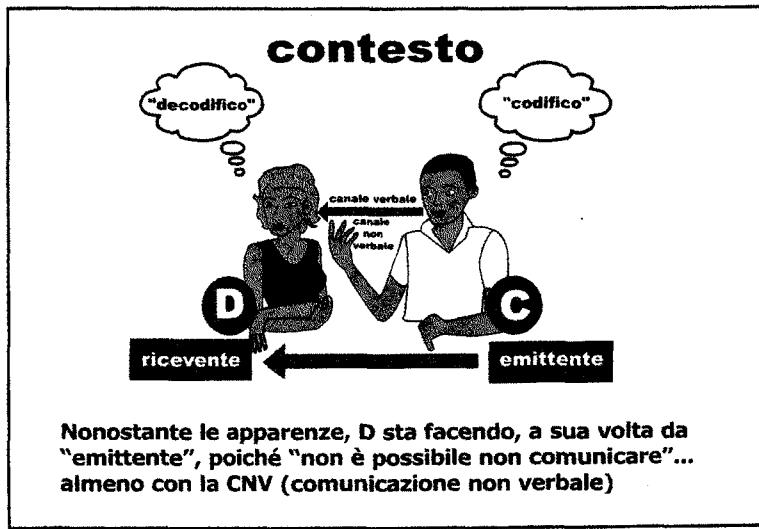 contesto
"decodifico"
"codifico"
canale verbale
canale
non
verbale
D
C
ricevente
emittente
Nonostante le apparenze, D sta facendo, a sua volta da
"emittente", poiché "non è possibile non comunicare"...
almeno con la CNV (comunicazione non verbale)